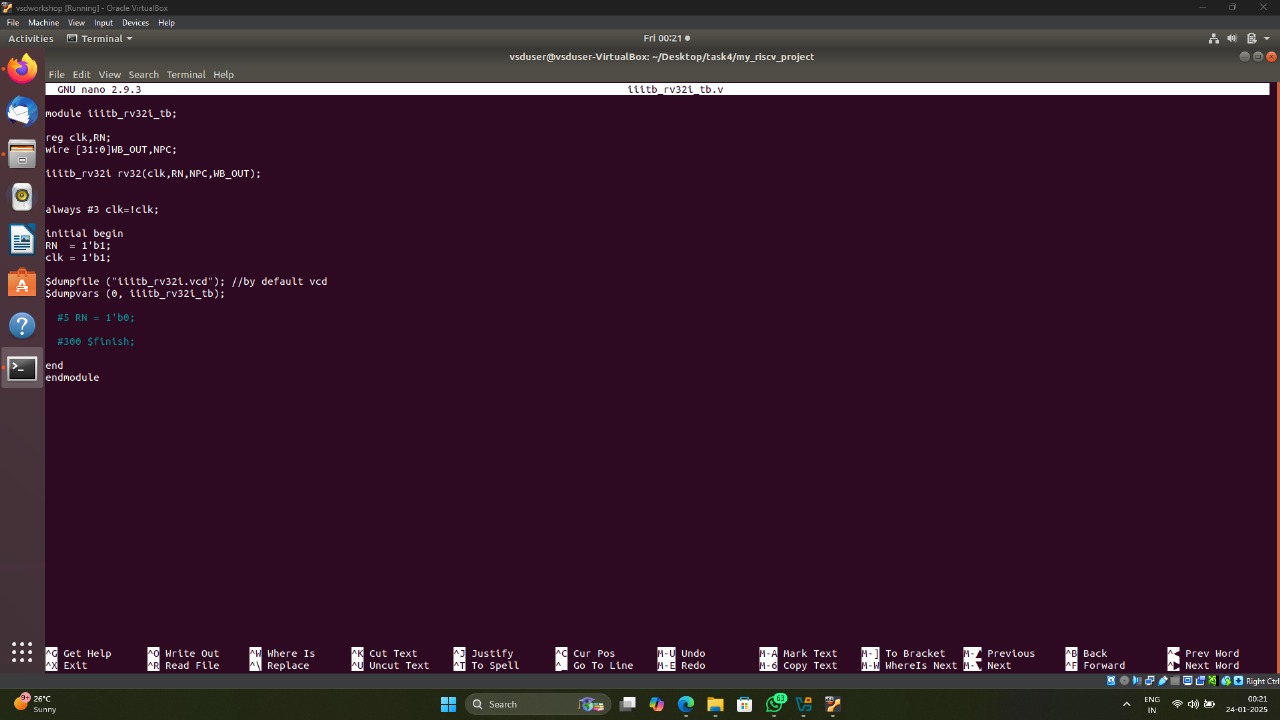 vsdworkshop [Running] - Oracle VirtualBox
File Machine View Input Devices Help
Activities Terminal Fri 00:21
vsduser@vsduser-VirtualBox: ~/Desktop/task4/my_riscv_project
File Edit View Search Terminal Help
GNU nano 2.9.3 iiitb_rv32i_tb.v
module iiitb_rv32i_tb;
reg clk,RN;
wire [31:0]WB_OUT,NPC;
iiitb_rv32i rv32(clk,RN,NPC,WB_OUT);
always #3 clk=!clk;
initial begin
RN  = 1'b1;
clk = 1'b1;
$dumpfile ("iiitb_rv32i.vcd"); //by default vcd
$dumpvars (0, iiitb_rv32i_tb);
#5 RN = 1'b0;
#300 $finish;
end
endmodule
^G Get Help ^O Write Out ^W Where Is ^K Cut Text ^J Justify ^C Cur Pos M-U Undo M-A Mark Text M-] To Bracket M-▲ Previous ^B Back ^◀ Prev Word
^X Exit ^R Read File ^\ Replace ^U Uncut Text ^T To Spell ^_ Go To Line M-E Redo M-6 Copy Text M-W WhereIs Next M-▼ Next ^F Forward ^▶ Next Word
Right Ctrl
26°C
Sunny
Search
63
ENG
IN
00:21
24-01-2025